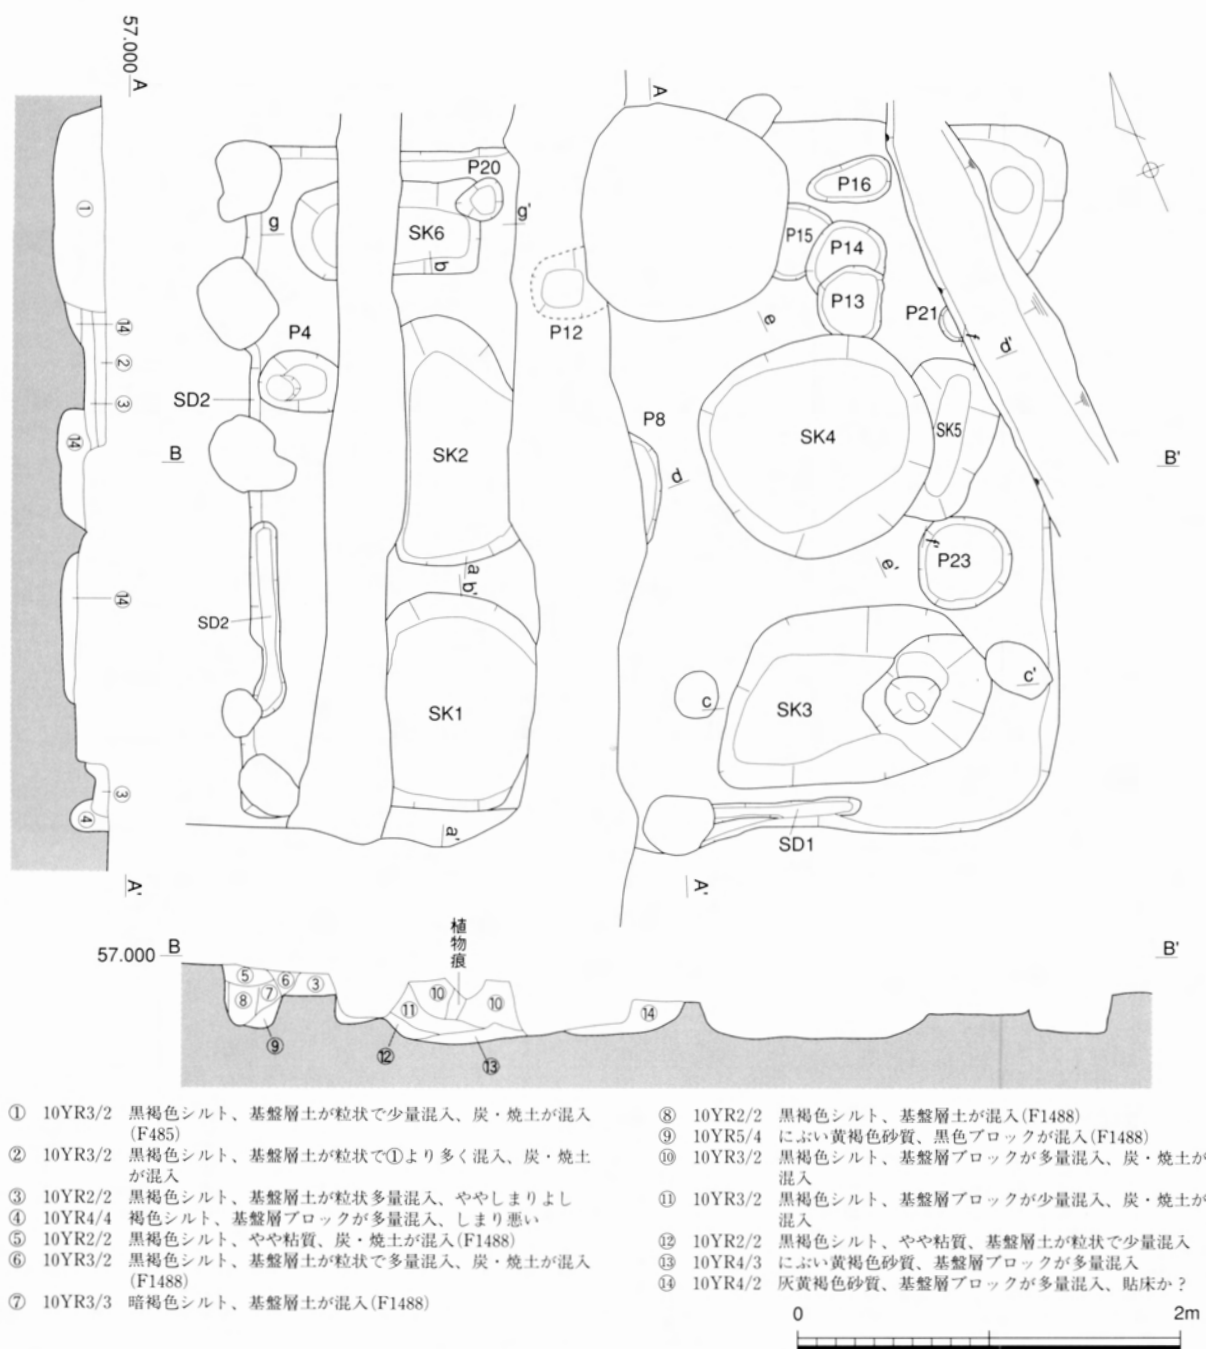 57.000 A
A
P20
P16
g
g'
SK6
b
P15
P14
P13
P12
P4
P21
e
f
d'
①
⑭
②
③
⑭
SD2
P8
B
SK2
SK4
SK5
B'
d
a
b'
e'
f'
P23
⑭
SD2
SK1
c
SK3
c'
③
④
a'
SD1
A'
A'
植物痕
57.000 B
B'
⑤
⑥
③
⑧
⑦
⑩
⑩
⑪
⑭
⑨
⑫
⑬
① 10YR3/2 黒褐色シルト、基盤層土が粒状で少量混入、炭・焼土が混入
(F485)
② 10YR3/2 黒褐色シルト、基盤層土が粒状で①より多く混入、炭・焼土
が混入
③ 10YR2/2 黒褐色シルト、基盤層土が粒状多量混入、ややしまりよし
④ 10YR4/4 褐色シルト、基盤層ブロックが多量混入、しまり悪い
⑤ 10YR2/2 黒褐色シルト、やや粘質、炭・焼土が混入(F1488)
⑥ 10YR3/2 黒褐色シルト、基盤層土が粒状で多量混入、炭・焼土が混入
(F1488)
⑦ 10YR3/3 暗褐色シルト、基盤層土が混入(F1488)
⑧ 10YR2/2 黒褐色シルト、基盤層土が混入(F1488)
⑨ 10YR5/4 にぶい黄褐色砂質、黒色ブロックが混入(F1488)
⑩ 10YR3/2 黒褐色シルト、基盤層ブロックが多量混入、炭・焼土が
混入
⑪ 10YR3/2 黒褐色シルト、基盤層ブロックが少量混入、炭・焼土が
混入
⑫ 10YR2/2 黒褐色シルト、やや粘質、基盤層土が粒状で少量混入
⑬ 10YR4/3 にぶい黄褐色砂質、基盤層ブロックが多量混入
⑭ 10YR4/2 灰黄褐色砂質、基盤層ブロックが多量混入、貼床か？
0 2m